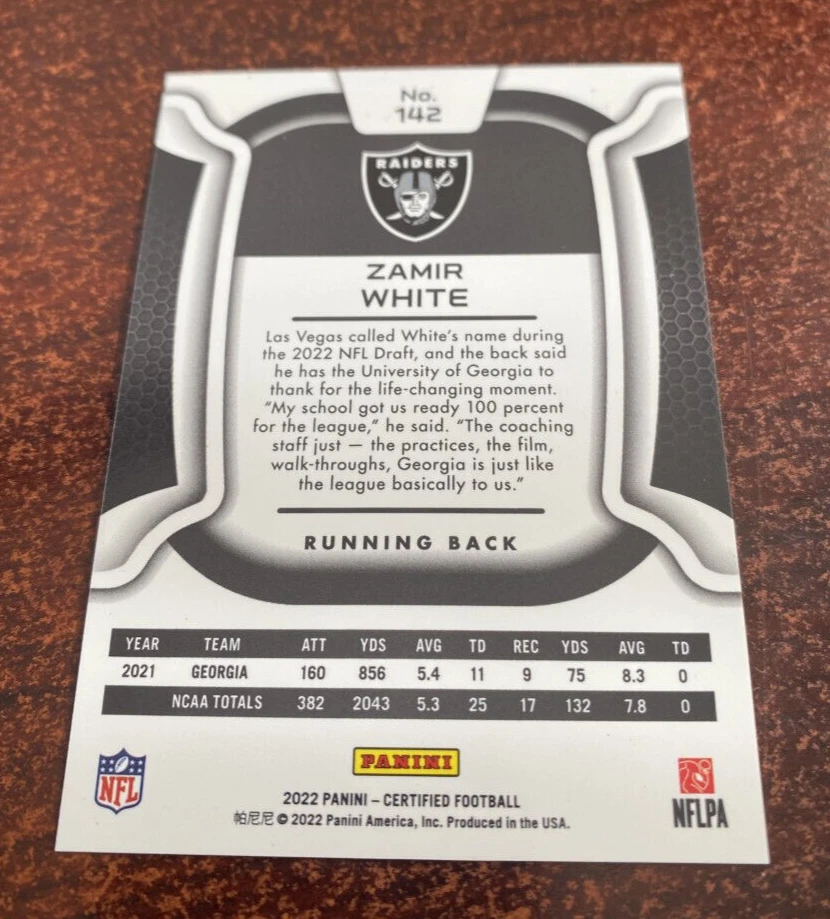 No.
142
RAIDERS
ZAMIR
WHITE
Las Vegas called White's name during
the 2022 NFL Draft, and the back said
he has the University of Georgia to
thank for the life-changing moment.
"My school got us ready 100 percent
for the league," he said. "The coaching
staff just — the practices, the film,
walk-throughs, Georgia is just like
the league basically to us."
RUNNING BACK
YEAR TEAM ATT YDS AVG TD REC YDS AVG TD
2021 GEORGIA 160 856 5.4 11 9 75 8.3 0
NCAA TOTALS 382 2043 5.3 25 17 132 7.8 0
NFL
PANINI
2022 PANINI – CERTIFIED FOOTBALL
帕尼尼 © 2022 Panini America, Inc. Produced in the USA.
NFLPA